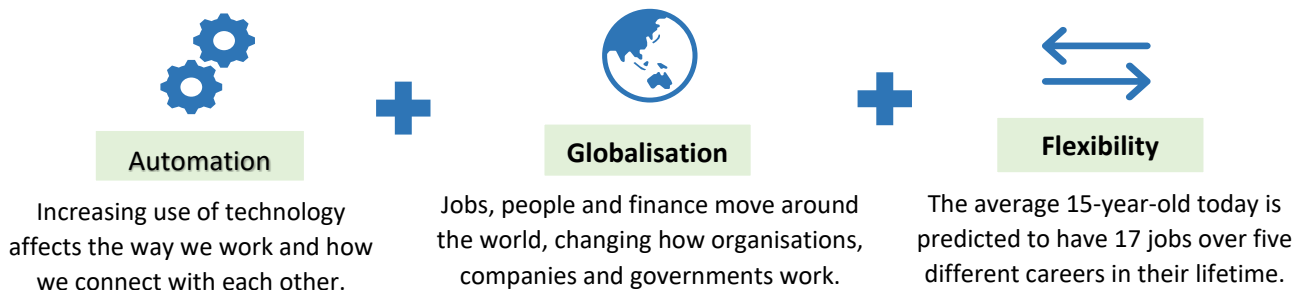 Automation
Increasing use of technology
affects the way we work and how
we connect with each other.
Globalisation
Jobs, people and finance move around
the world, changing how organisations,
companies and governments work.
Flexibility
The average 15-year-old today is
predicted to have 17 jobs over five
different careers in their lifetime.